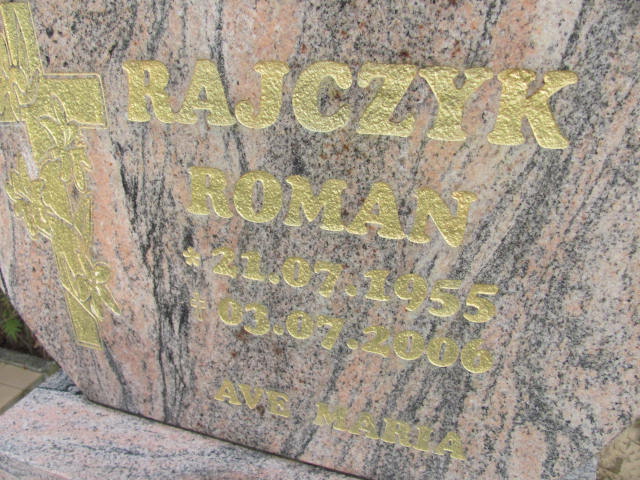 RAJCZYK
ROMAN
* 21.07.1955
+ 03.07.2006
AVE MARIA